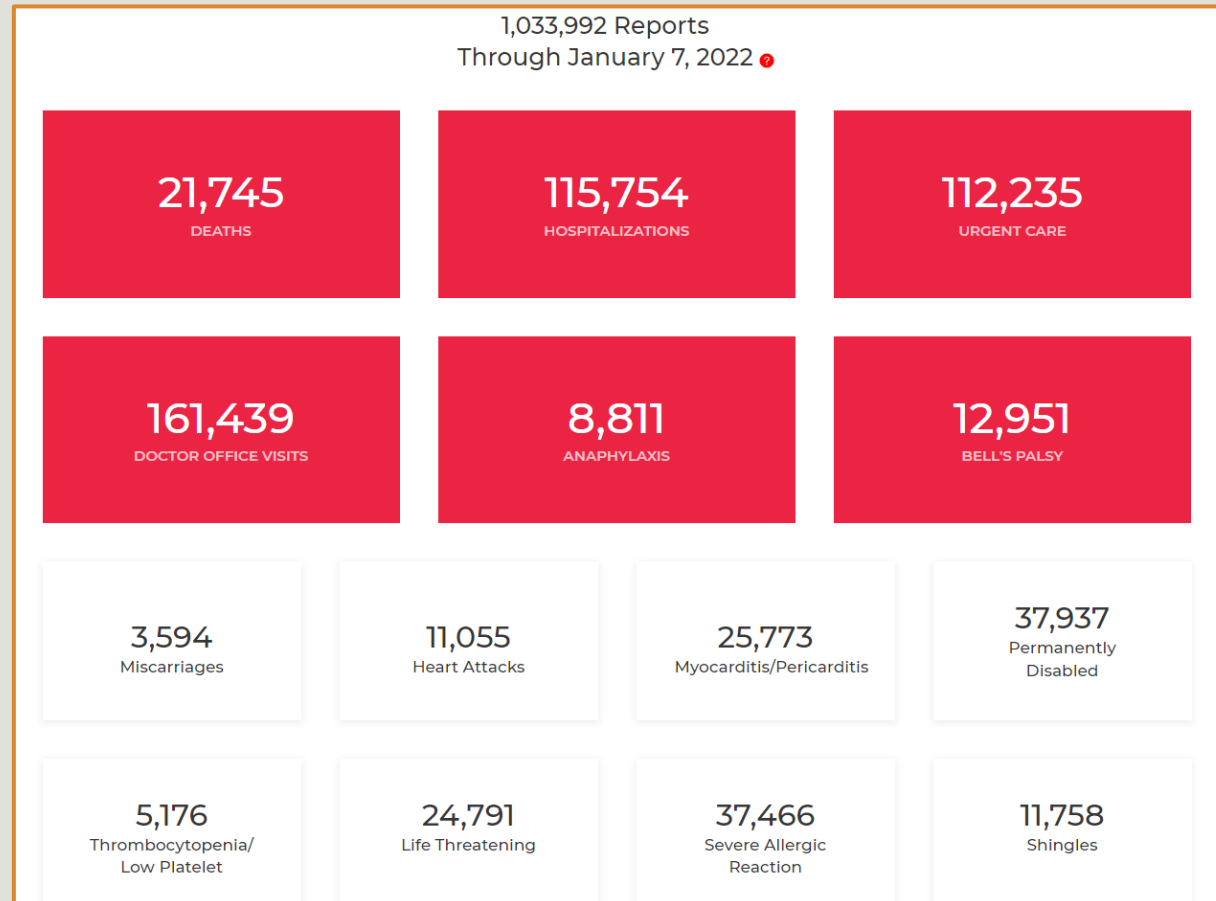 1,033,992 Reports
Through January 7, 2022 ?
21,745
DEATHS
115,754
HOSPITALIZATIONS
112,235
URGENT CARE
161,439
DOCTOR OFFICE VISITS
8,811
ANAPHYLAXIS
12,951
BELL'S PALSY
3,594
Miscarriages
11,055
Heart Attacks
25,773
Myocarditis/Pericarditis
37,937
Permanently
Disabled
5,176
Thrombocytopenia/
Low Platelet
24,791
Life Threatening
37,466
Severe Allergic
Reaction
11,758
Shingles